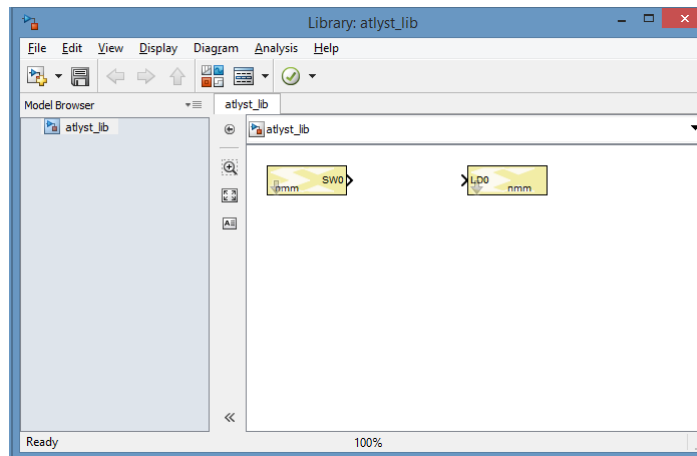 Library: atlyst_lib
File Edit View Display Diagram Analysis Help
Model Browser
atlyst_lib
atlyst_lib
atlyst_lib
SW0
LD0
nmm
Ready
100%